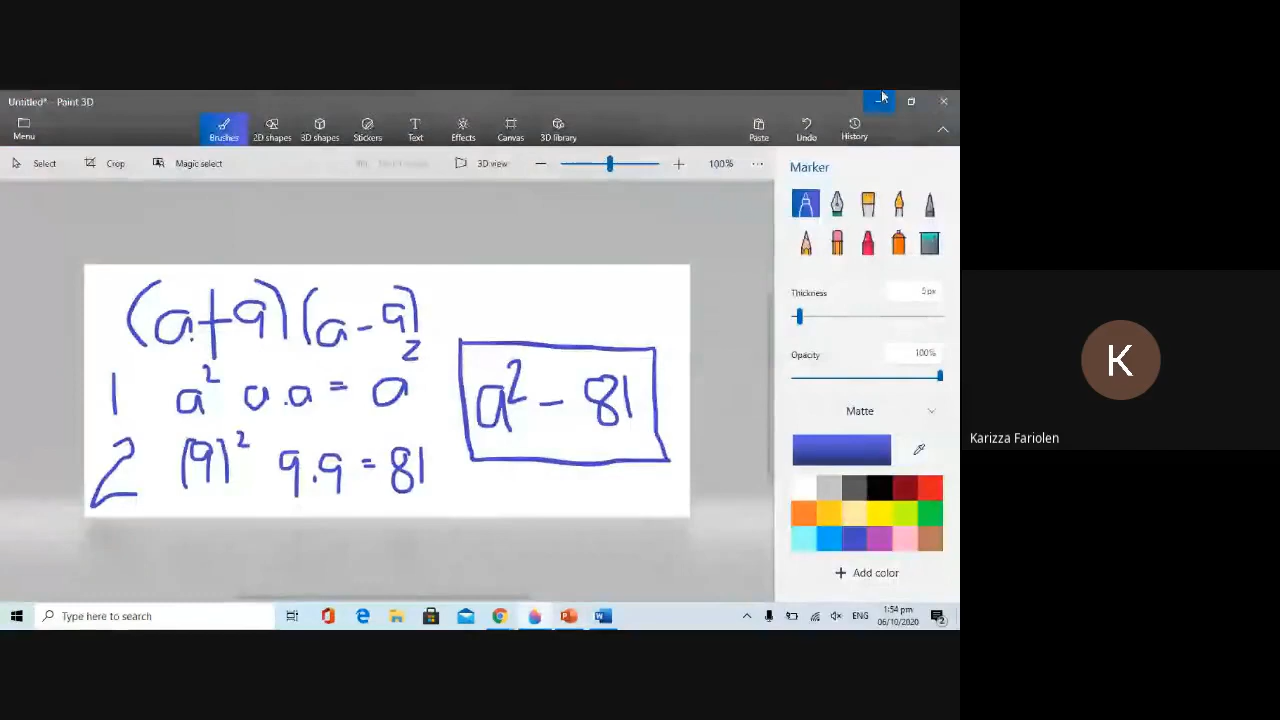 Untitled* - Paint 3D
Menu
Brushes 2D shapes 3D shapes Stickers Text Effects Canvas 3D library Paste Undo History
Select Crop Magic select 3D view 100% ...
Marker
Thickness 5px
Opacity 100%
Matte
+ Add color
(a+9)(a-9)
1 a² a.a = a²
2 (9)² 9.9 = 81
a² - 81
Karizza Fariolen
K
Type here to search
ENG
1:54 pm
06/10/2020
2